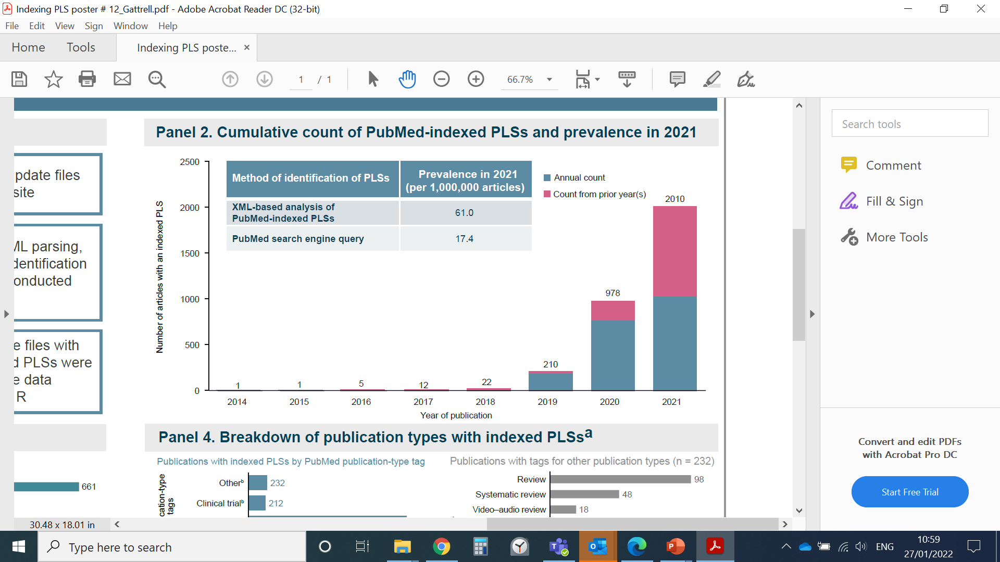 Indexing PLS poster # 12_Gattrell.pdf - Adobe Acrobat Reader DC (32-bit)
File Edit View Sign Window Help
Home Tools Indexing PLS poste... ×
1 / 1 66.7%
Search tools
Comment
Fill & Sign
More Tools
Convert and edit PDFs
with Acrobat Pro DC
Start Free Trial
pdate files
site
ML parsing,
dentification
onducted
e files with
d PLSs were
e data
R
661
Panel 2. Cumulative count of PubMed-indexed PLSs and prevalence in 2021
Number of articles with an indexed PLS
2500
2000
1500
1000
500
0
Method of identification of PLSs
Prevalence in 2021
(per 1,000,000 articles)
XML-based analysis of
PubMed-indexed PLSs
61.0
PubMed search engine query
17.4
Annual count
Count from prior year(s)
1 1 5 12 22 210 978 2010
2014 2015 2016 2017 2018 2019 2020 2021
Year of publication
Panel 4. Breakdown of publication types with indexed PLSsa
Publications with indexed PLSs by PubMed publication-type tag
cation-type
tags
Otherb 232
Clinical trialb 212
Publications with tags for other publication types (n = 232)
Review 98
Systematic review 48
Video–audio review 18
30.48 x 18.01 in
Type here to search
ENG
10:59
27/01/2022